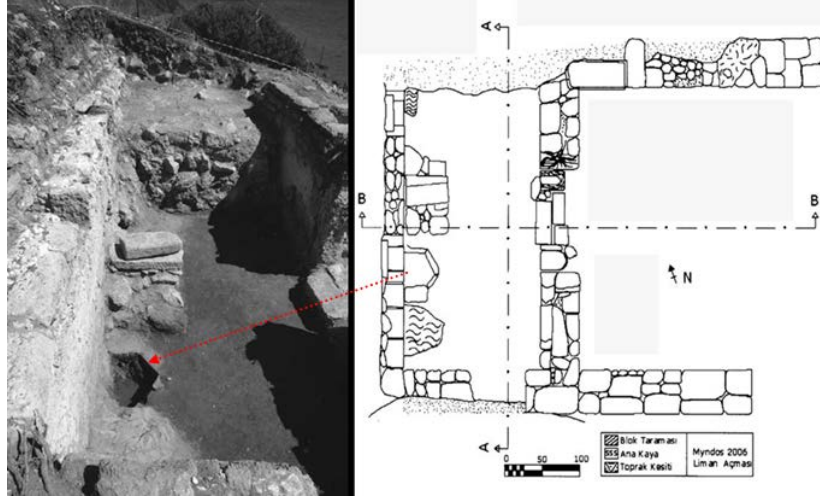 A
A
B
B
N
A
0
50
100
Blok Taraması
Ana Kaya
Toprak Kesiti
Myndos 2006
Liman Açması